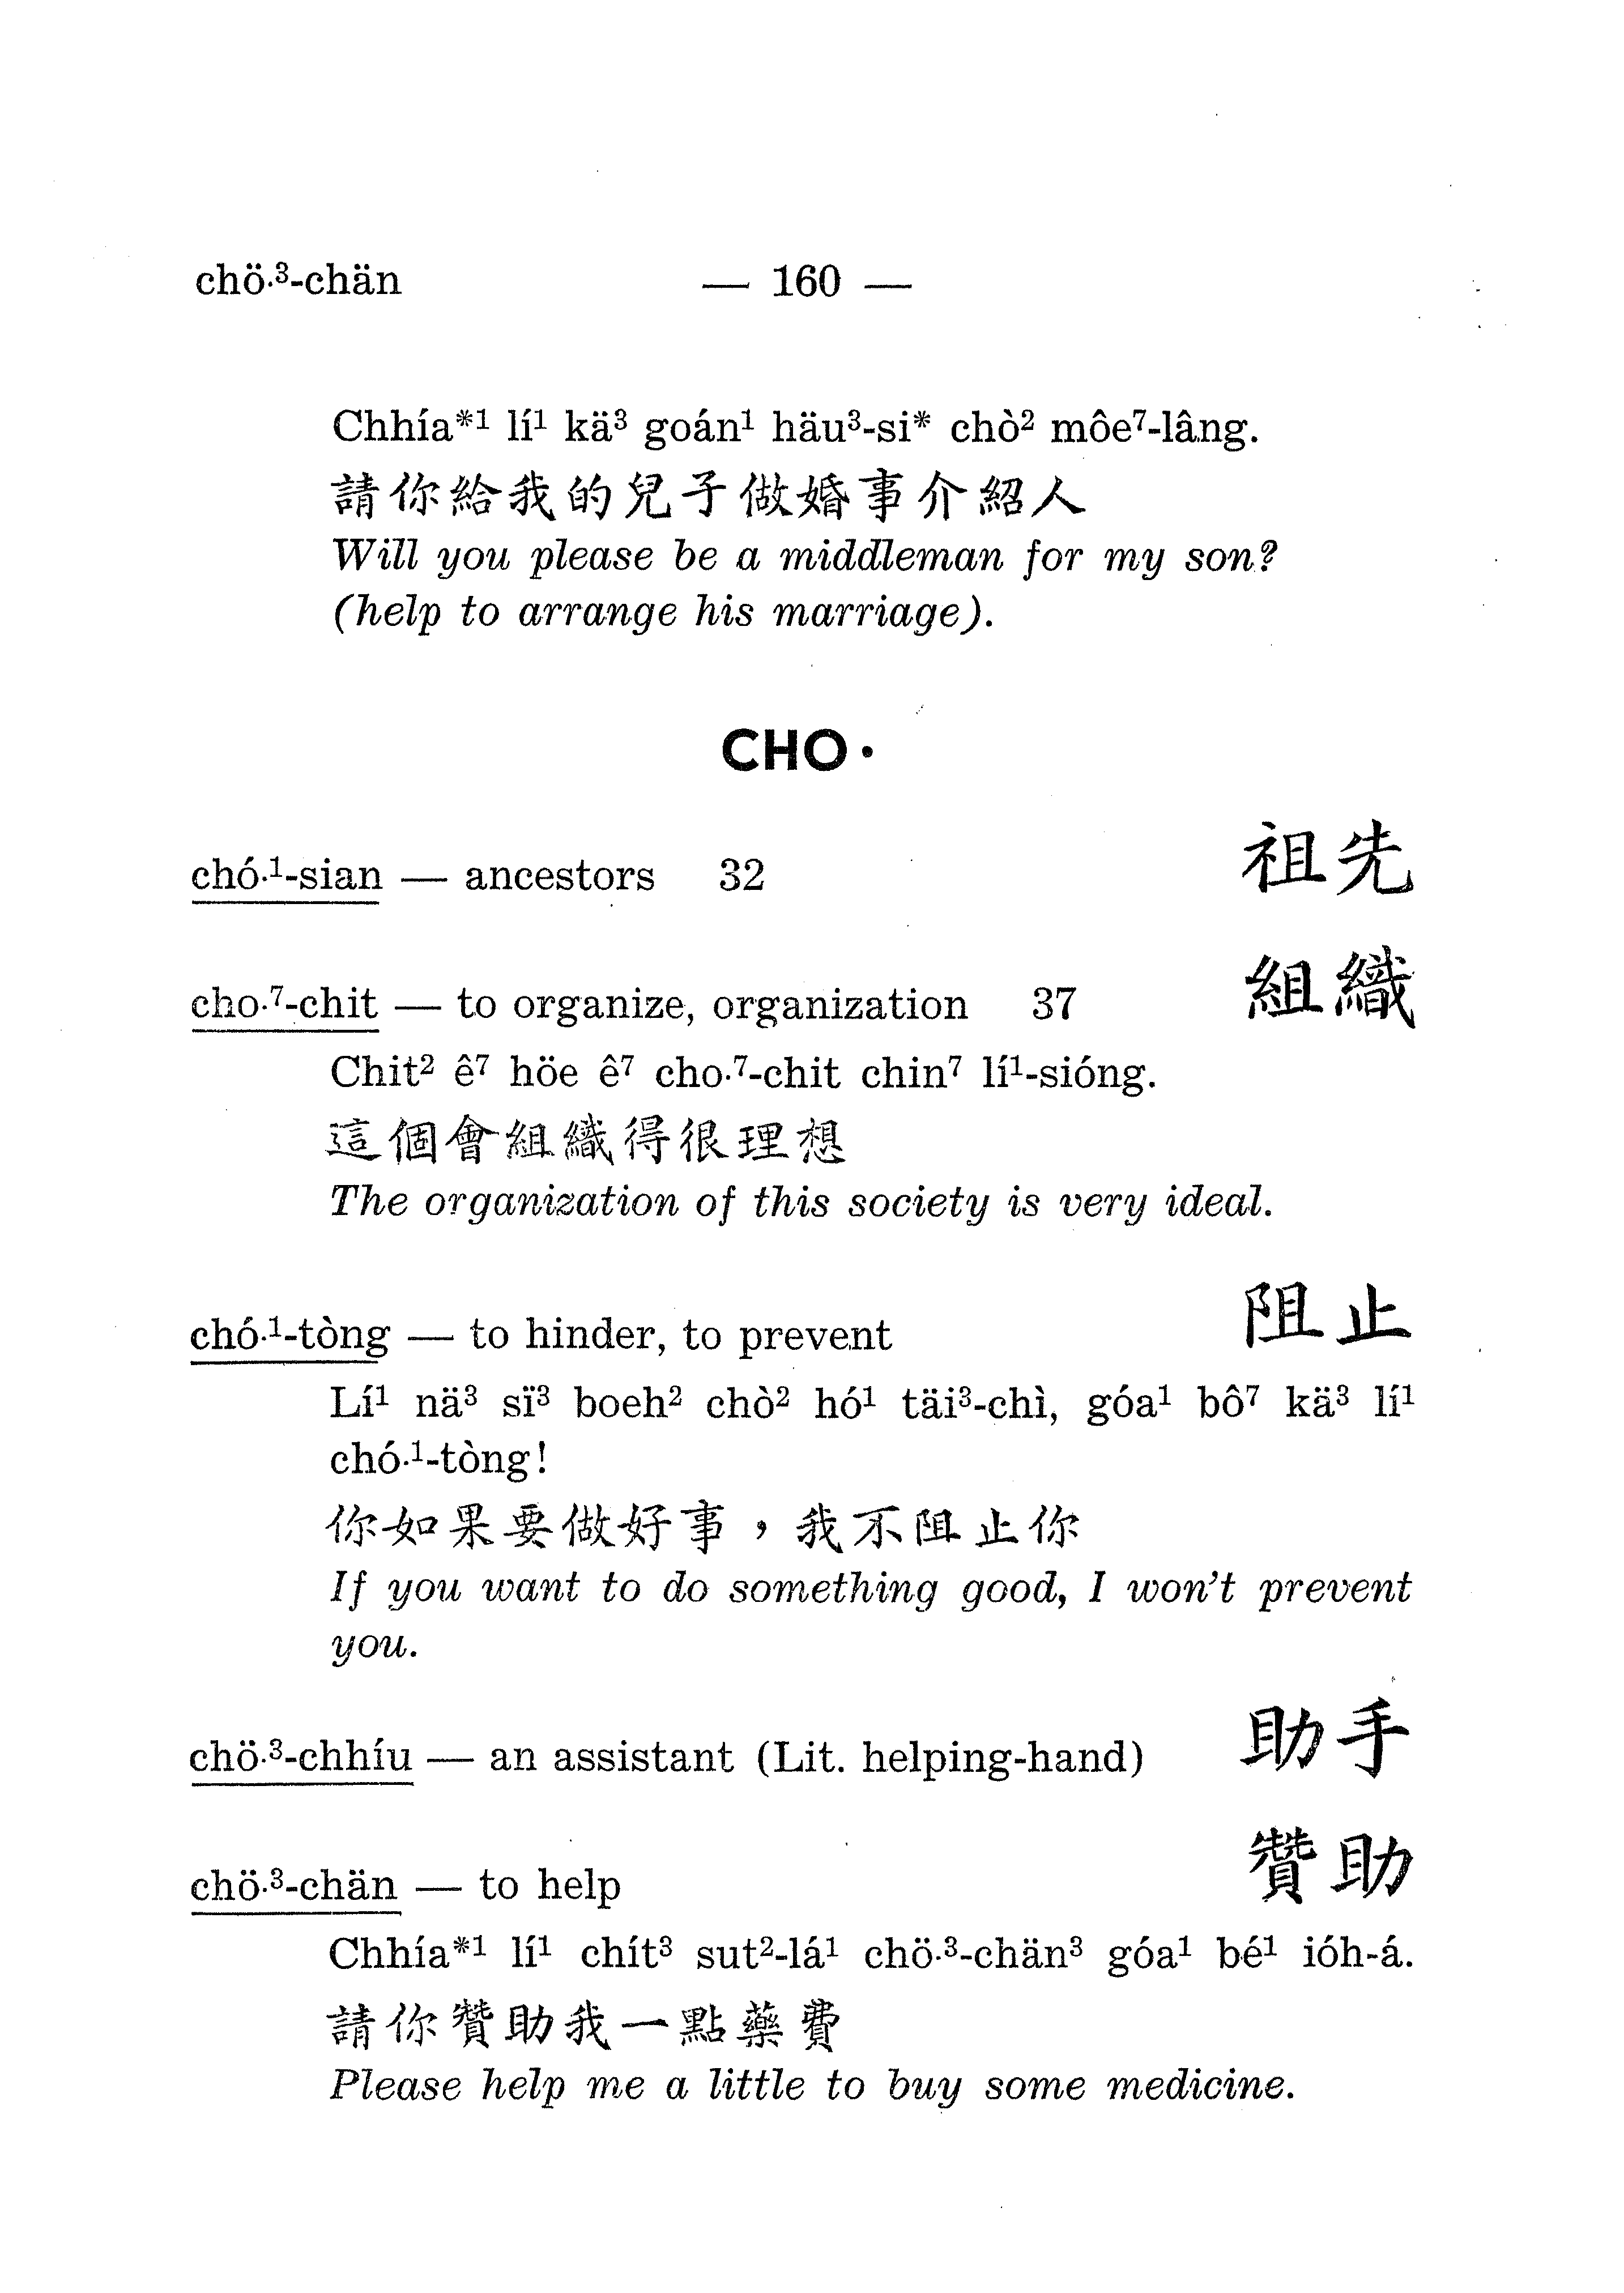 chö·³-chän — 160 —
Chhía*¹ lí¹ kä³ goán¹ häu³-si* chò² môe⁷-lâng.
請你給我的兒子做婚事介紹人
Will you please be a middleman for my son?
(help to arrange his marriage).
CHO·
chó·¹-sian — ancestors 32 祖先
cho·⁷-chit — to organize, organization 37 組織
Chit² ê⁷ höe ê⁷ cho·⁷-chit chin⁷ lí¹-sióng.
這個會組織得很理想
The organization of this society is very ideal.
chó·¹-tòng — to hinder, to prevent 阻止
Lí¹ nä³ sï³ boeh² chò² hó¹ täi³-chì, góa¹ bô⁷ kä³ lí¹
chó·¹-tòng!
你如果要做好事，我不阻止你
If you want to do something good, I won't prevent
you.
chö·³-chhíu — an assistant (Lit. helping-hand) 助手
chö·³-chän — to help 贊助
Chhía*¹ lí¹ chít³ sut²-lá¹ chö·³-chän³ góa¹ bé¹ ióh-á.
請你贊助我一點藥費
Please help me a little to buy some medicine.